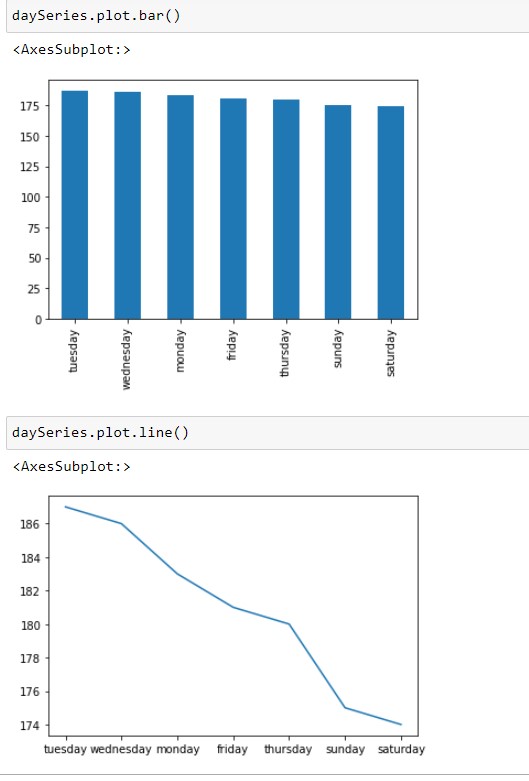 daySeries.plot.bar()
<AxesSubplot:>
175
150
125
100
75
50
25
0
tuesday wednesday monday friday thursday sunday saturday
daySeries.plot.line()
<AxesSubplot:>
186
184
182
180
178
176
174
tuesday wednesday monday friday thursday sunday saturday